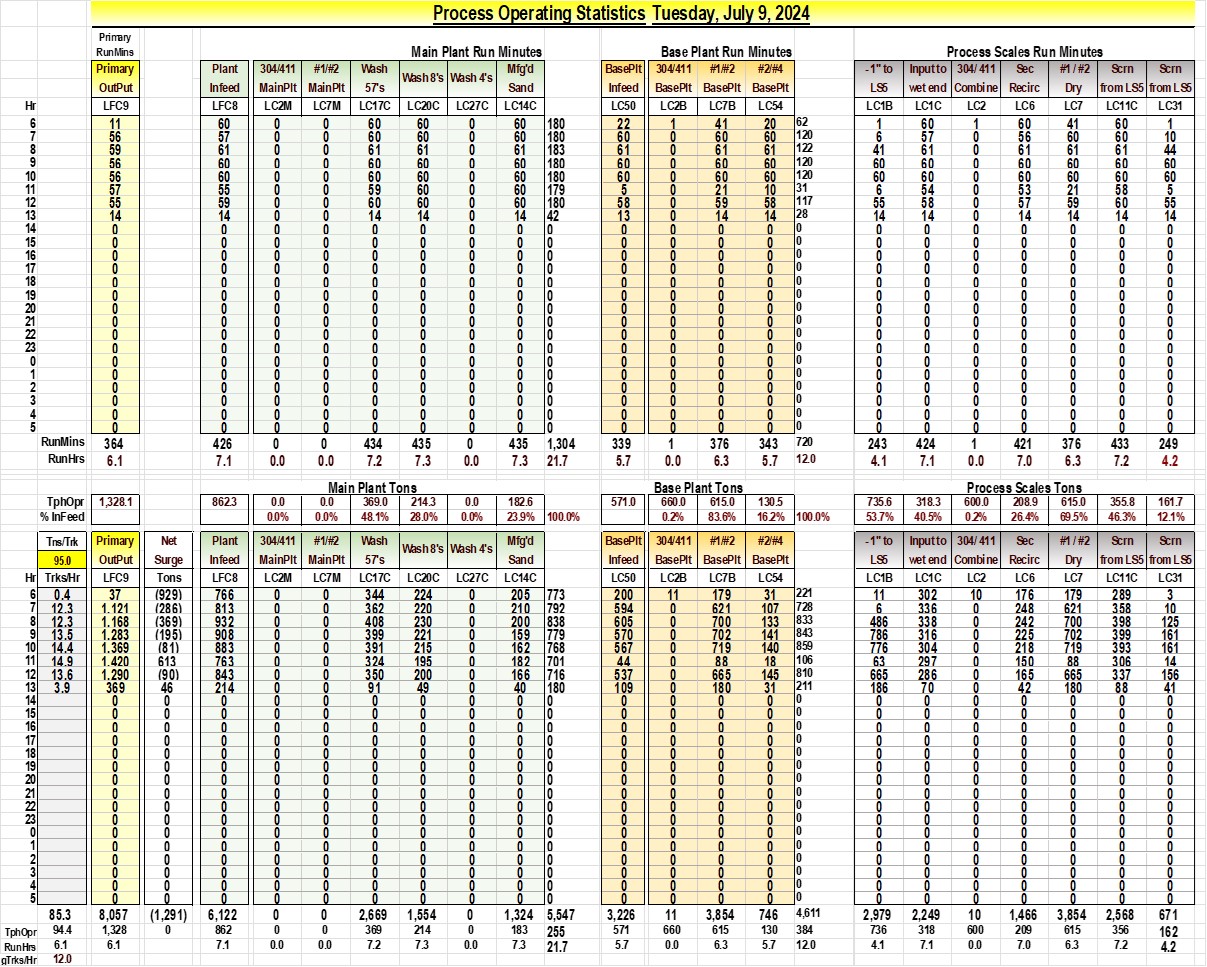 Process Operating Statistics Tuesday, July 9, 2024
Primary
RunMins Main Plant Run Minutes Base Plant Run Minutes Process Scales Run Minutes
Primary Plant 304/411 #1/#2 Wash Wash 8's Wash 4's Mfg'd BasePlt 304/411 #1/#2 #2/#4 -1" to Input to 304/ 411 Sec #1 / #2 Scrn Scrn
OutPut Infeed MainPlt MainPlt 57's Sand Infeed BasePlt BasePlt BasePlt LS5 wet end Combine Recirc Dry from LS5 from LS5
Hr LFC9 LFC8 LC2M LC7M LC17C LC20C LC27C LC14C LC50 LC2B LC7B LC54 LC1B LC1C LC2 LC6 LC7 LC11C LC31
6 11 60 0 0 60 60 0 60 180 22 1 41 20 62 1 60 1 60 41 60 1
7 56 57 0 0 60 60 0 60 180 60 0 60 60 120 6 57 0 56 60 60 10
8 59 61 0 0 61 61 0 61 183 61 0 61 61 122 41 61 0 61 61 61 44
9 56 60 0 0 60 60 0 60 180 60 0 60 60 120 60 60 0 60 60 60 60
10 56 60 0 0 60 60 0 60 180 60 0 60 60 120 60 60 0 60 60 60 60
11 57 55 0 0 59 60 0 60 179 5 0 21 10 31 6 54 0 53 21 58 5
12 55 59 0 0 60 60 0 60 180 58 0 59 58 117 55 58 0 57 59 60 55
13 14 14 0 0 14 14 0 14 42 13 0 14 14 28 14 14 0 14 14 14 14
14 0 0 0 0 0 0 0 0 0 0 0 0 0 0 0 0 0 0 0 0 0
15 0 0 0 0 0 0 0 0 0 0 0 0 0 0 0 0 0 0 0 0 0
16 0 0 0 0 0 0 0 0 0 0 0 0 0 0 0 0 0 0 0 0 0
17 0 0 0 0 0 0 0 0 0 0 0 0 0 0 0 0 0 0 0 0 0
18 0 0 0 0 0 0 0 0 0 0 0 0 0 0 0 0 0 0 0 0 0
19 0 0 0 0 0 0 0 0 0 0 0 0 0 0 0 0 0 0 0 0 0
20 0 0 0 0 0 0 0 0 0 0 0 0 0 0 0 0 0 0 0 0 0
21 0 0 0 0 0 0 0 0 0 0 0 0 0 0 0 0 0 0 0 0 0
22 0 0 0 0 0 0 0 0 0 0 0 0 0 0 0 0 0 0 0 0 0
23 0 0 0 0 0 0 0 0 0 0 0 0 0 0 0 0 0 0 0 0 0
0 0 0 0 0 0 0 0 0 0 0 0 0 0 0 0 0 0 0 0 0 0
1 0 0 0 0 0 0 0 0 0 0 0 0 0 0 0 0 0 0 0 0 0
2 0 0 0 0 0 0 0 0 0 0 0 0 0 0 0 0 0 0 0 0 0
3 0 0 0 0 0 0 0 0 0 0 0 0 0 0 0 0 0 0 0 0 0
4 0 0 0 0 0 0 0 0 0 0 0 0 0 0 0 0 0 0 0 0 0
5 0 0 0 0 0 0 0 0 0 0 0 0 0 0 0 0 0 0 0 0 0
RunMins 364 426 0 0 434 435 0 435 1,304 339 1 376 343 720 243 424 1 421 376 433 249
RunHrs 6.1 7.1 0.0 0.0 7.2 7.3 0.0 7.3 21.7 5.7 0.0 6.3 5.7 12.0 4.1 7.1 0.0 7.0 6.3 7.2 4.2
Main Plant Tons Base Plant Tons Process Scales Tons
TphOpr 1,328.1 862.3 0.0 0.0 369.0 214.3 0.0 182.6 571.0 660.0 615.0 130.5 735.6 318.3 600.0 208.9 615.0 355.8 161.7
% InFeed 0.0% 0.0% 48.1% 28.0% 0.0% 23.9% 100.0% 0.2% 83.6% 16.2% 100.0% 53.7% 40.5% 0.2% 26.4% 69.5% 46.3% 12.1%
Tns/Trk Primary Net Plant 304/411 #1/#2 Wash Wash 8's Wash 4's Mfg'd BasePlt 304/411 #1/#2 #2/#4 -1" to Input to 304/ 411 Sec #1 / #2 Scrn Scrn
95.0 OutPut Surge Infeed MainPlt MainPlt 57's Sand Infeed BasePlt BasePlt BasePlt LS5 wet end Combine Recirc Dry from LS5 from LS5
Hr Trks/Hr LFC9 Tons LFC8 LC2M LC7M LC17C LC20C LC27C LC14C LC50 LC2B LC7B LC54 LC1B LC1C LC2 LC6 LC7 LC11C LC31
6 0.4 37 (929) 766 0 0 344 224 0 205 773 200 11 179 31 221 11 302 10 176 179 289 3
7 12.3 1.121 (286) 813 0 0 362 220 0 210 792 594 0 621 107 728 6 336 0 248 621 358 10
8 12.3 1.168 (369) 932 0 0 408 230 0 200 838 605 0 700 133 833 486 338 0 242 700 398 125
9 13.5 1.283 (195) 908 0 0 399 221 0 159 779 570 0 702 141 843 786 316 0 225 702 399 161
10 14.4 1.369 (81) 883 0 0 391 215 0 162 768 567 0 719 140 859 776 304 0 218 719 393 161
11 14.9 1.420 613 763 0 0 324 195 0 182 701 44 0 88 18 106 63 297 0 150 88 306 14
12 13.6 1.290 (90) 843 0 0 350 200 0 166 716 537 0 665 145 810 665 286 0 165 665 337 156
13 3.9 369 46 214 0 0 91 49 0 40 180 109 0 180 31 211 186 70 0 42 180 88 41
14 0 0 0 0 0 0 0 0 0 0 0 0 0 0 0 0 0 0 0 0 0 0
15 0 0 0 0 0 0 0 0 0 0 0 0 0 0 0 0 0 0 0 0 0 0
16 0 0 0 0 0 0 0 0 0 0 0 0 0 0 0 0 0 0 0 0 0 0
17 0 0 0 0 0 0 0 0 0 0 0 0 0 0 0 0 0 0 0 0 0 0
18 0 0 0 0 0 0 0 0 0 0 0 0 0 0 0 0 0 0 0 0 0 0
19 0 0 0 0 0 0 0 0 0 0 0 0 0 0 0 0 0 0 0 0 0 0
20 0 0 0 0 0 0 0 0 0 0 0 0 0 0 0 0 0 0 0 0 0 0
21 0 0 0 0 0 0 0 0 0 0 0 0 0 0 0 0 0 0 0 0 0 0
22 0 0 0 0 0 0 0 0 0 0 0 0 0 0 0 0 0 0 0 0 0 0
23 0 0 0 0 0 0 0 0 0 0 0 0 0 0 0 0 0 0 0 0 0 0
0 0 0 0 0 0 0 0 0 0 0 0 0 0 0 0 0 0 0 0 0 0 0
1 0 0 0 0 0 0 0 0 0 0 0 0 0 0 0 0 0 0 0 0 0 0
2 0 0 0 0 0 0 0 0 0 0 0 0 0 0 0 0 0 0 0 0 0 0
3 0 0 0 0 0 0 0 0 0 0 0 0 0 0 0 0 0 0 0 0 0 0
4 0 0 0 0 0 0 0 0 0 0 0 0 0 0 0 0 0 0 0 0 0 0
5 0 0 0 0 0 0 0 0 0 0 0 0 0 0 0 0 0 0 0 0 0 0
85.3 8,057 (1,291) 6,122 0 0 2,669 1,554 0 1,324 5,547 3,226 11 3,854 746 4,611 2,979 2,249 10 1,466 3,854 2,568 671
TphOpr 94.4 1,328 0 862 0 0 369 214 0 183 255 571 660 615 130 384 736 318 600 209 615 356 162
RunHrs 6.1 6.1 7.1 0.0 0.0 7.2 7.3 0.0 7.3 21.7 5.7 0.0 6.3 5.7 12.0 4.1 7.1 0.0 7.0 6.3 7.2 4.2
gTrks/Hr 12.0